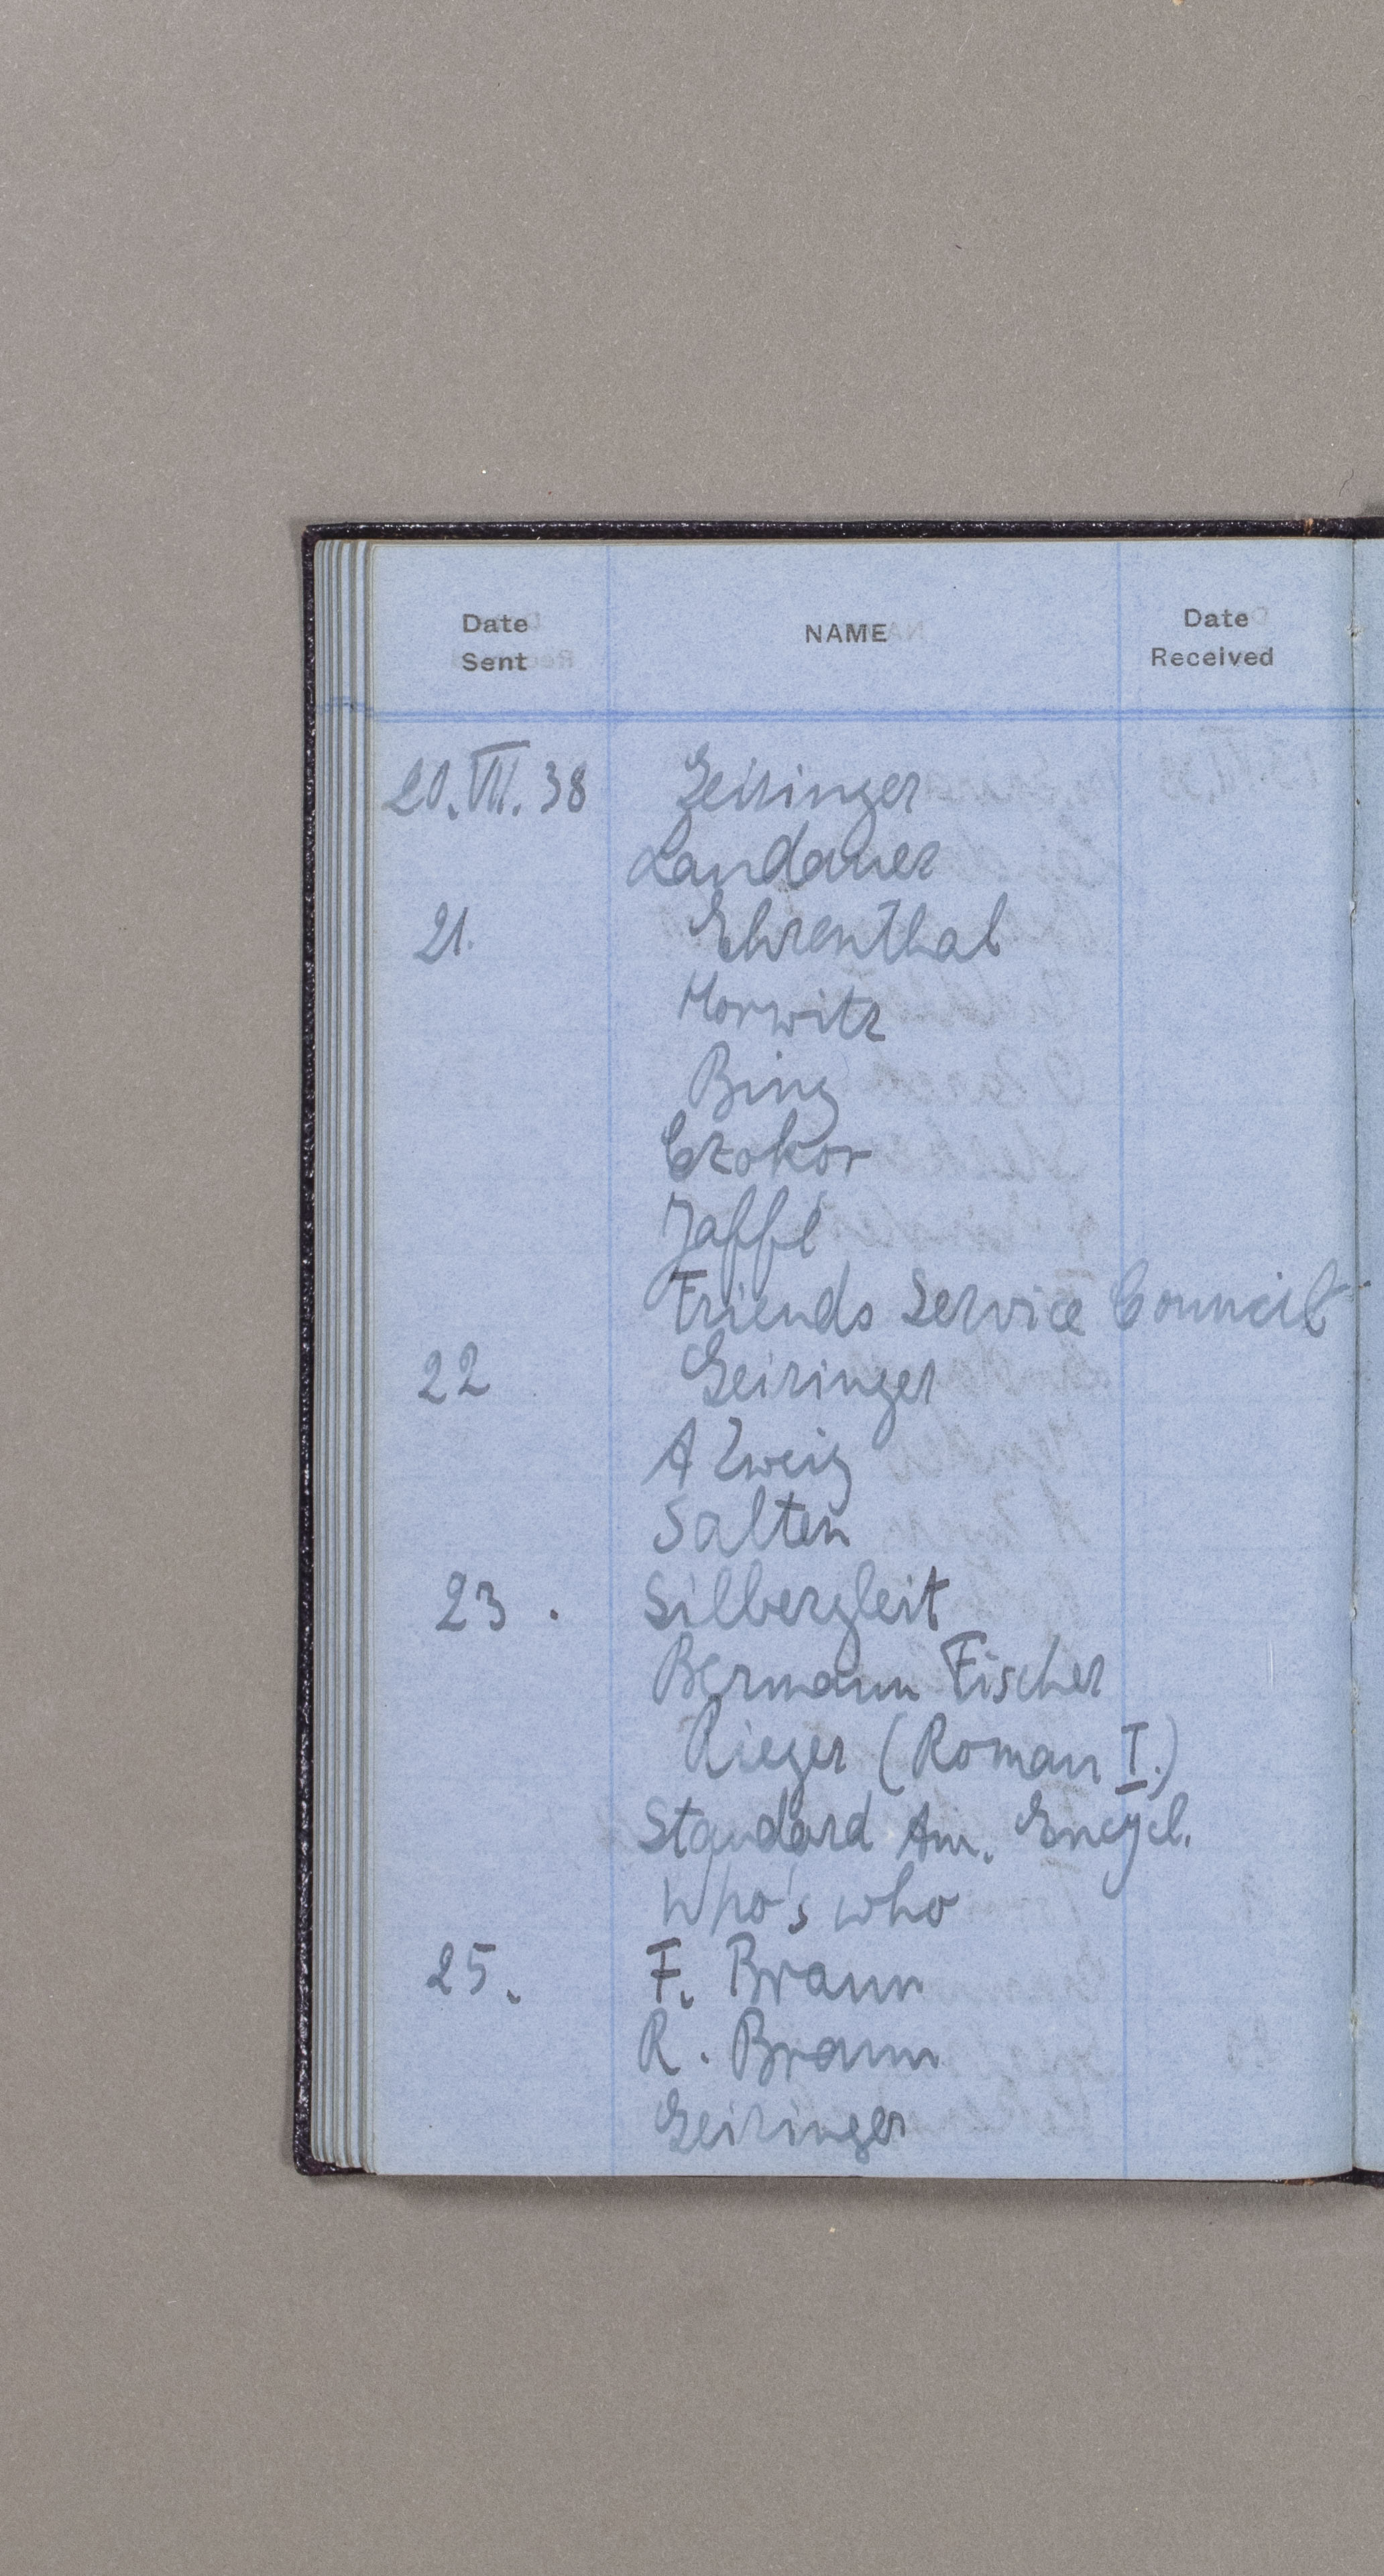 Date Sent NAME Date Received
20. VII. 38 Geiringer
Landauer
21. Ehrenthal
Horwitz
Bing
Czokor
Jaffé
Friends Service Council
22 Geiringer
A Zweig
Salten
23. Silbergleit
Bermann Fischer
Rieger (Roman I.)
Standard Am. Encycl.
Who's who
25. F. Braun
R. Braun
Geiringer